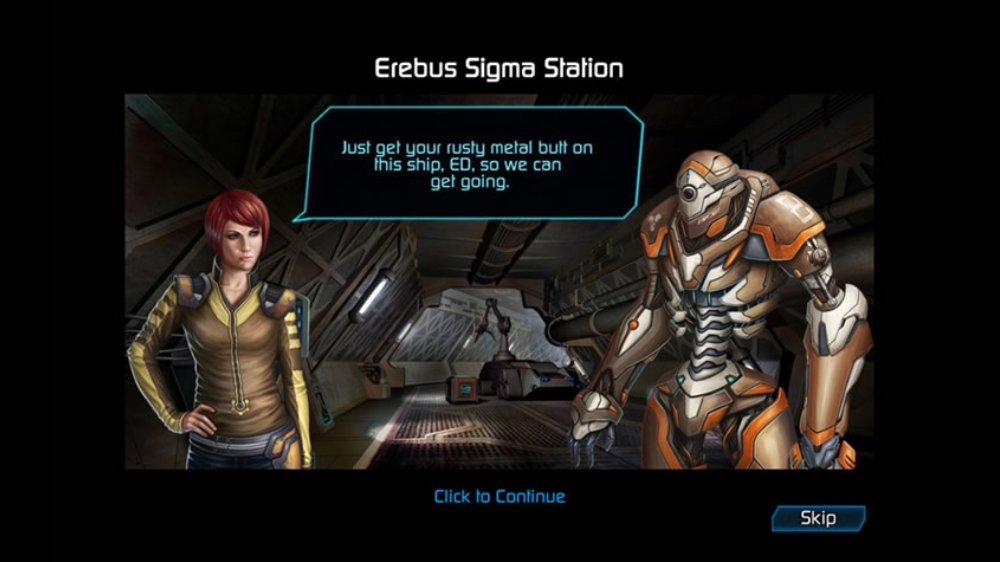 Erebus Sigma Station
Just get your rusty metal butt on
this ship, ED, so we can
get going.
Click to Continue
Skip